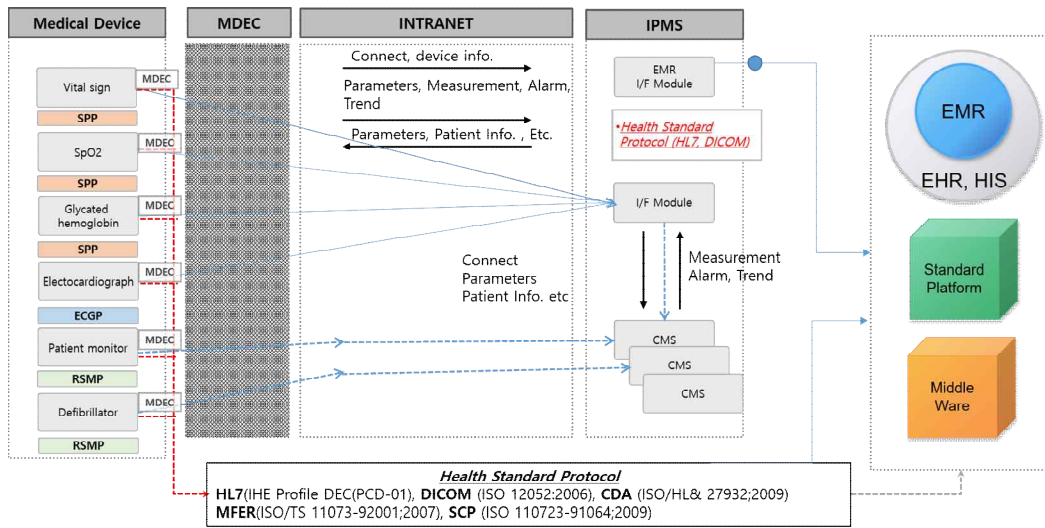 Medical Device
MDEC
INTRANET
IPMS
Vital sign
MDEC
SPP
SpO2
MDEC
SPP
Glycated
hemoglobin
MDEC
SPP
Electocardiograph
MDEC
ECGP
Patient monitor
MDEC
RSMP
Defibrillator
MDEC
RSMP
Connect, device info.
Parameters, Measurement, Alarm,
Trend
Parameters, Patient Info. , Etc.
Connect
Parameters
Patient Info. etc
EMR
I/F Module
•Health Standard
Protocol (HL7, DICOM)
I/F Module
Measurement
Alarm, Trend
CMS
CMS
CMS
EMR
EHR, HIS
Standard
Platform
Middle
Ware
Health Standard Protocol
HL7(IHE Profile DEC(PCD-01), DICOM (ISO 12052:2006), CDA (ISO/HL& 27932;2009)
MFER(ISO/TS 11073-92001;2007), SCP (ISO 110723-91064;2009)